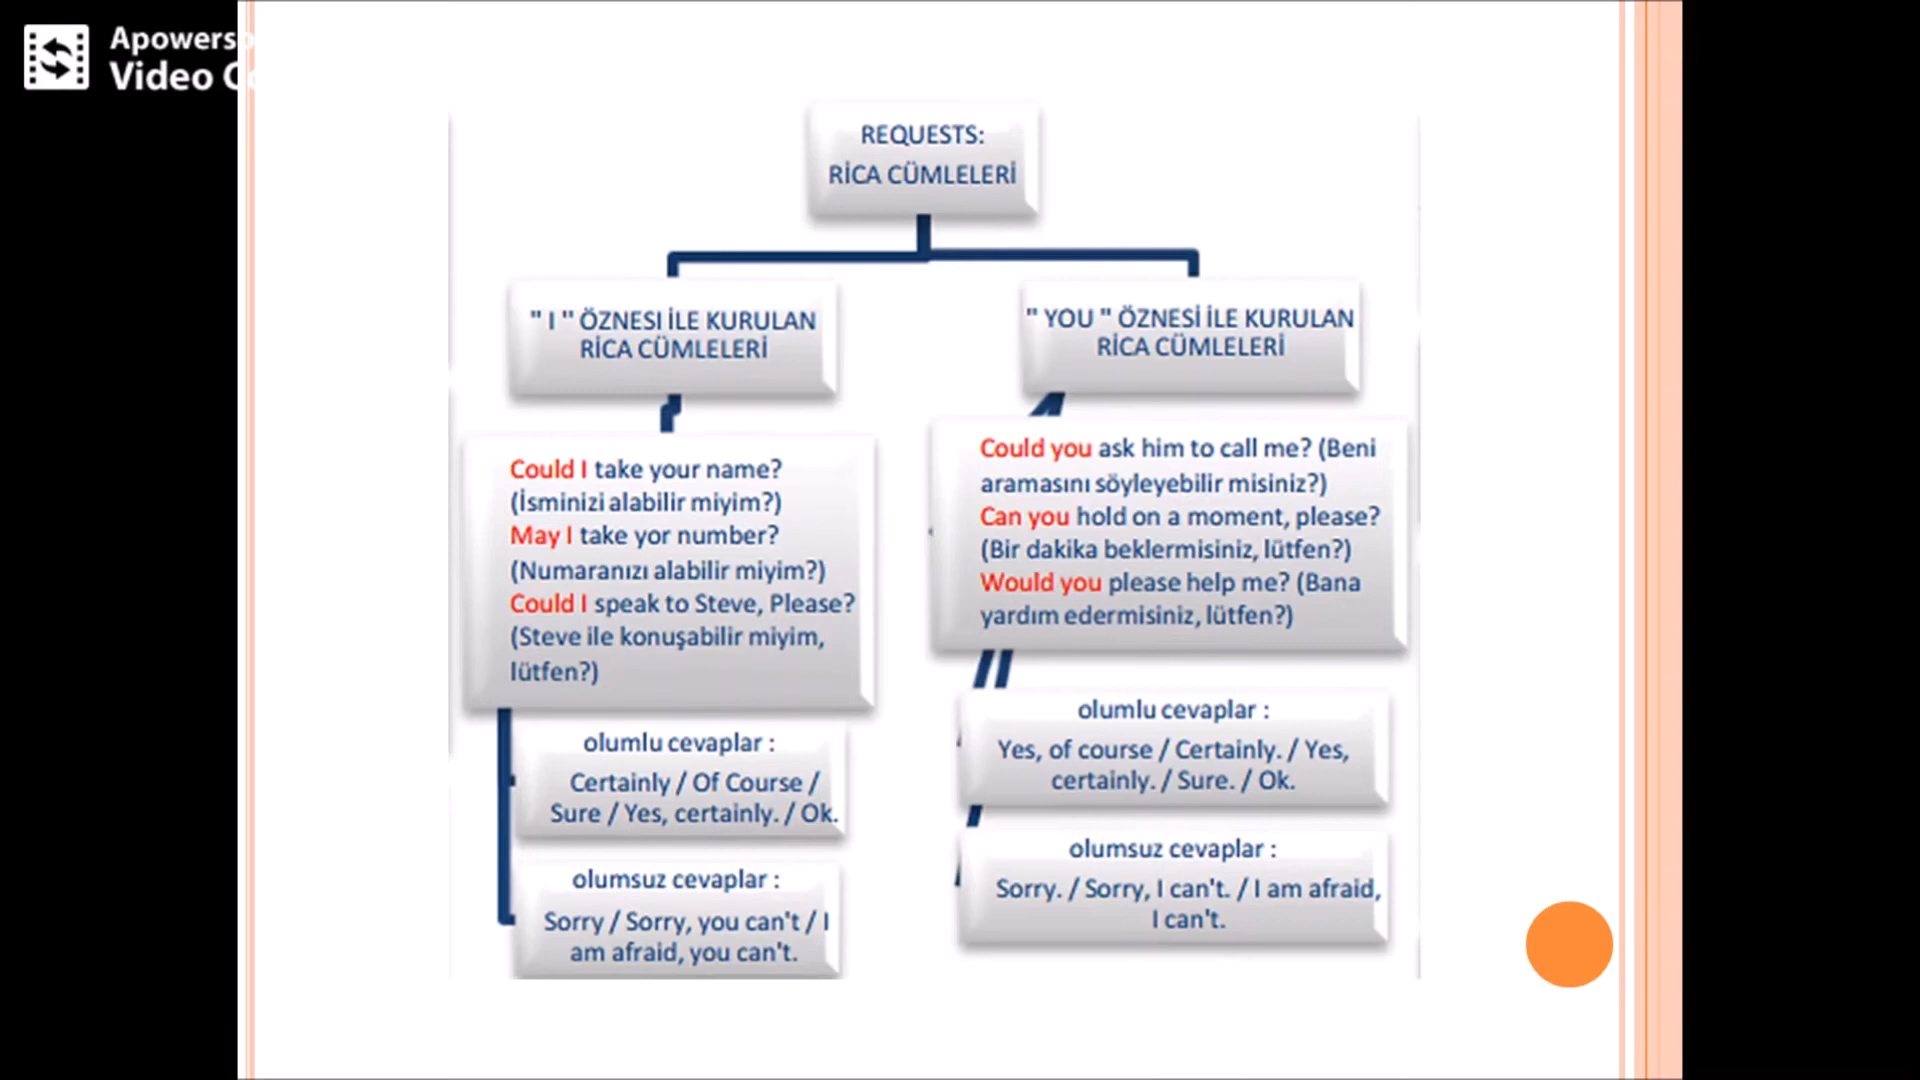 Apowers
Video Co
REQUESTS:
RİCA CÜMLELERİ
" I " ÖZNESI İLE KURULAN
RİCA CÜMLELERİ
Could I take your name?
(İsminizi alabilir miyim?)
May I take yor number?
(Numaranızı alabilir miyim?)
Could I speak to Steve, Please?
(Steve ile konuşabilir miyim,
lütfen?)
olumlu cevaplar :
Certainly / Of Course /
Sure / Yes, certainly. / Ok.
olumsuz cevaplar :
Sorry / Sorry, you can't / I
am afraid, you can't.
" YOU " ÖZNESİ İLE KURULAN
RİCA CÜMLELERİ
Could you ask him to call me? (Beni
aramasını söyleyebilir misiniz?)
Can you hold on a moment, please?
(Bir dakika beklermisiniz, lütfen?)
Would you please help me? (Bana
yardım edermisiniz, lütfen?)
olumlu cevaplar :
Yes, of course / Certainly. / Yes,
certainly. / Sure. / Ok.
olumsuz cevaplar :
Sorry. / Sorry, I can't. / I am afraid,
I can't.